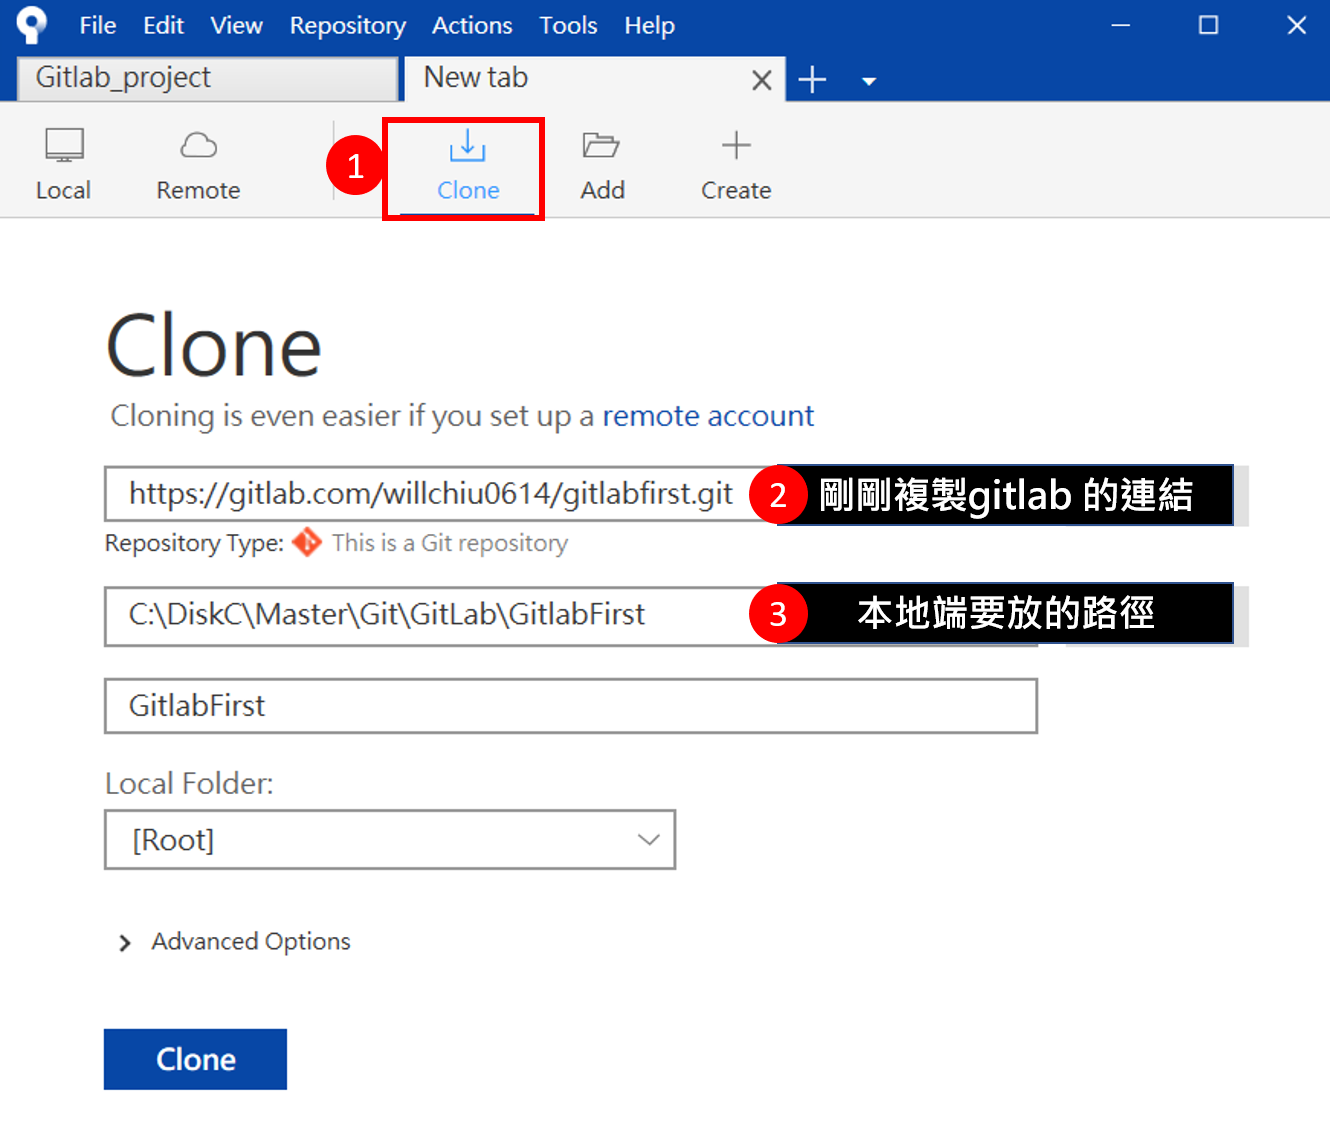 File Edit View Repository Actions Tools Help
Gitlab_project New tab
Local Remote 1 Clone Add Create
Clone
Cloning is even easier if you set up a remote account
https://gitlab.com/willchiu0614/gitlabfirst.git 2 剛剛複製gitlab 的連結
Repository Type: This is a Git repository
C:\DiskC\Master\Git\GitLab\GitlabFirst 3 本地端要放的路徑
GitlabFirst
Local Folder:
[Root]
Advanced Options
Clone